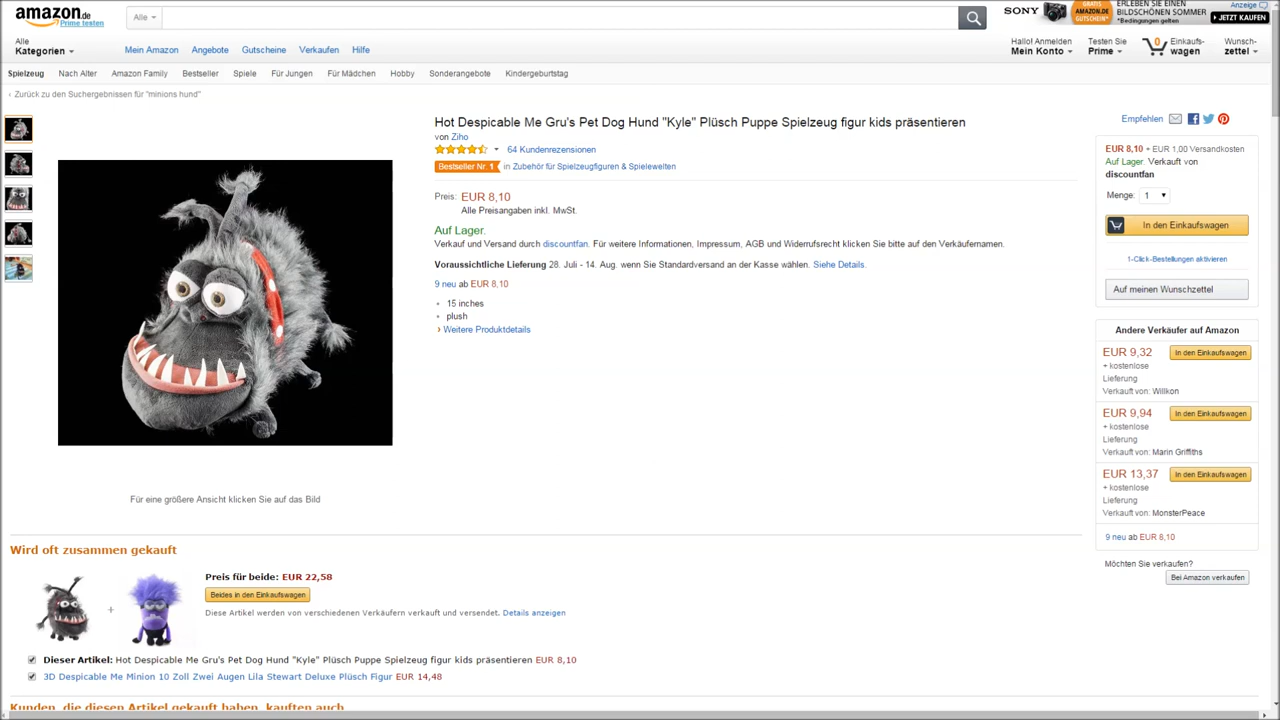 amazon.de
Prime testen
Alle
SONY
GRATIS AMAZON.DE GUTSCHEIN*
ERLEBEN SIE EINEN
BILDSCHÖNEN SOMMER
*Bedingungen gelten
Anzeige
JETZT KAUFEN
Alle
Kategorien
Mein Amazon Angebote Gutscheine Verkaufen Hilfe
Hallo! Anmelden
Mein Konto
Testen Sie
Prime
0
Einkaufs-
wagen
Wunsch-
zettel
Spielzeug Nach Alter Amazon Family Bestseller Spiele Für Jungen Für Mädchen Hobby Sonderangebote Kindergeburtstag
‹ Zurück zu den Suchergebnissen für "minions hund"
Hot Despicable Me Gru's Pet Dog Hund "Kyle" Plüsch Puppe Spielzeug figur kids präsentieren
von Ziho
64 Kundenrezensionen
Bestseller Nr. 1 in Zubehör für Spielzeugfiguren & Spielewelten
Preis: EUR 8,10
Alle Preisangaben inkl. MwSt.
Auf Lager.
Verkauf und Versand durch discountfan. Für weitere Informationen, Impressum, AGB und Widerrufsrecht klicken Sie bitte auf den Verkäufernamen.
Voraussichtliche Lieferung 28. Juli - 14. Aug. wenn Sie Standardversand an der Kasse wählen. Siehe Details.
9 neu ab EUR 8,10
• 15 inches
• plush
› Weitere Produktdetails
Für eine größere Ansicht klicken Sie auf das Bild
Empfehlen
EUR 8,10 + EUR 1,00 Versandkosten
Auf Lager. Verkauft von
discountfan
Menge: 1
In den Einkaufswagen
1-Click-Bestellungen aktivieren
Auf meinen Wunschzettel
Andere Verkäufer auf Amazon
EUR 9,32 In den Einkaufswagen
+ kostenlose
Lieferung
Verkauft von: Willkon
EUR 9,94 In den Einkaufswagen
+ kostenlose
Lieferung
Verkauft von: Marin Griffiths
EUR 13,37 In den Einkaufswagen
+ kostenlose
Lieferung
Verkauft von: MonsterPeace
9 neu ab EUR 8,10
Möchten Sie verkaufen?
Bei Amazon verkaufen
Wird oft zusammen gekauft
+
Preis für beide: EUR 22,58
Beides in den Einkaufswagen
Diese Artikel werden von verschiedenen Verkäufern verkauft und versendet. Details anzeigen
Dieser Artikel: Hot Despicable Me Gru's Pet Dog Hund "Kyle" Plüsch Puppe Spielzeug figur kids präsentieren EUR 8,10
3D Despicable Me Minion 10 Zoll Zwei Augen Lila Stewart Deluxe Plüsch Figur EUR 14,48
Kunden, die diesen Artikel gekauft haben, kauften auch